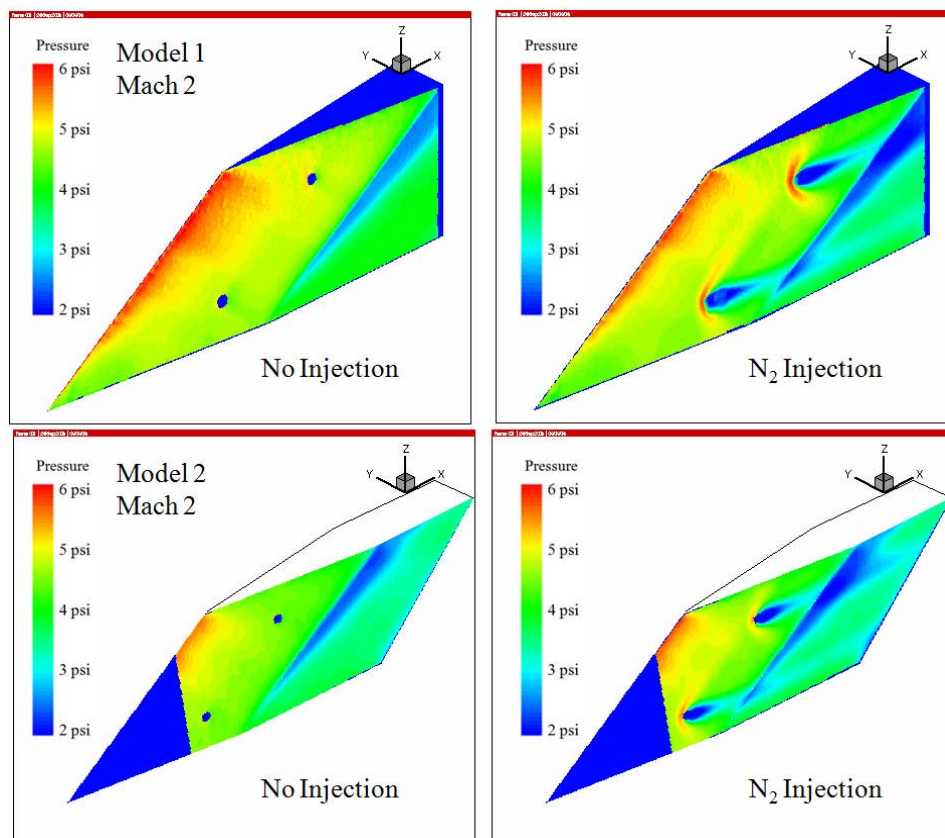 Pressure
Model 1
Mach 2
6 psi
5 psi
4 psi
3 psi
2 psi
Z
Y
X
No Injection
Pressure
6 psi
5 psi
4 psi
3 psi
2 psi
Z
Y
X
N₂ Injection
Pressure
Model 2
Mach 2
6 psi
5 psi
4 psi
3 psi
2 psi
Z
Y
X
No Injection
Pressure
6 psi
5 psi
4 psi
3 psi
2 psi
Z
Y
X
N₂ Injection